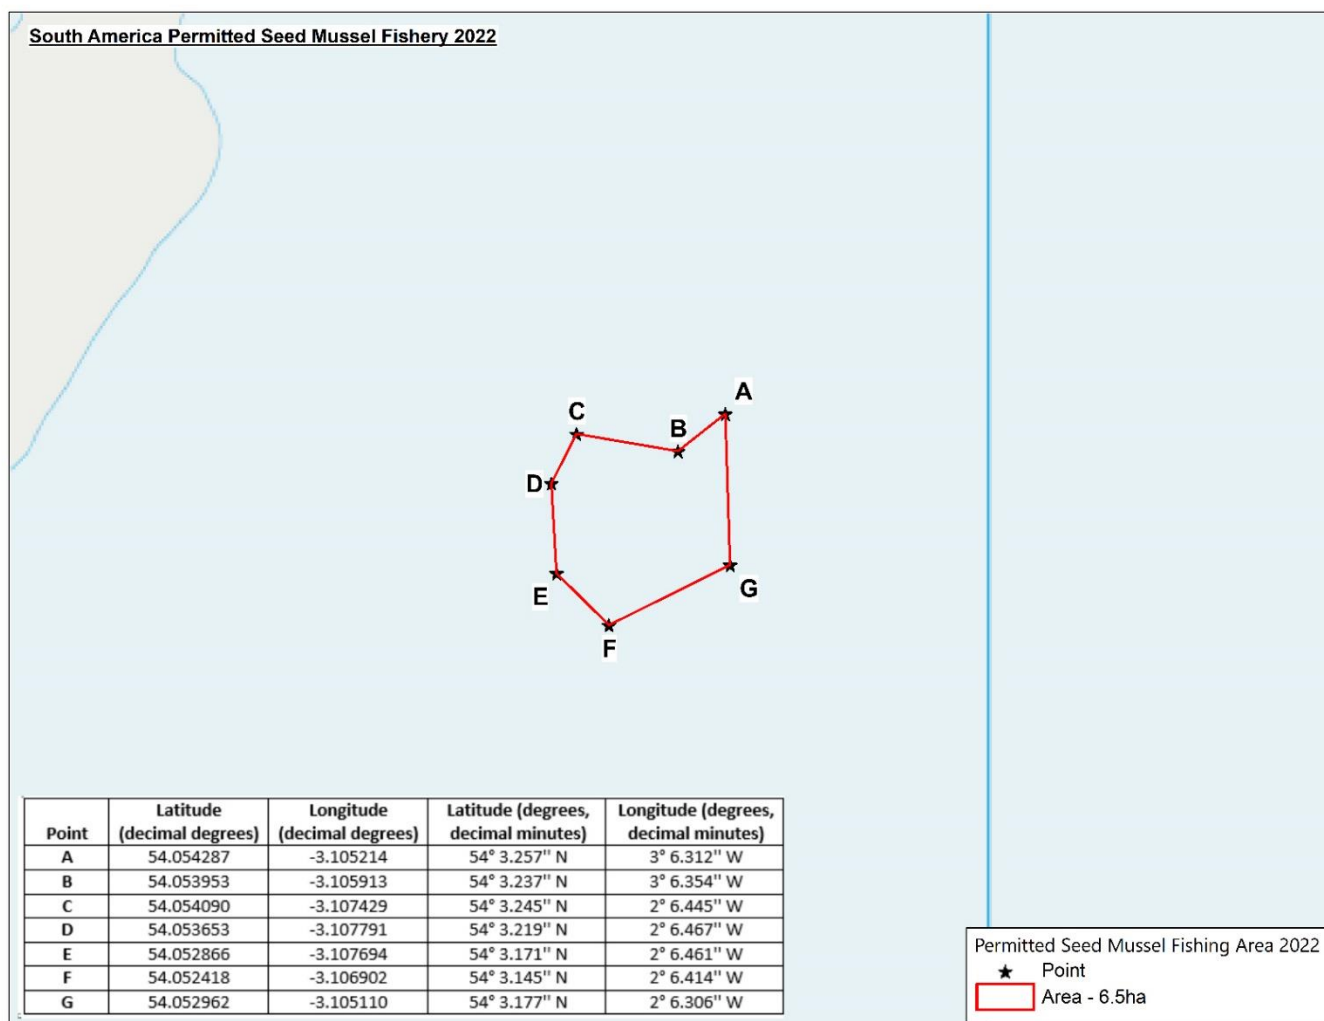 South America Permitted Seed Mussel Fishery 2022
A
C
B
D
E
G
F
Point Latitude (decimal degrees) Longitude (decimal degrees) Latitude (degrees, decimal minutes) Longitude (degrees, decimal minutes)
A 54.054287 -3.105214 54° 3.257" N 3° 6.312" W
B 54.053953 -3.105913 54° 3.237" N 3° 6.354" W
C 54.054090 -3.107429 54° 3.245" N 2° 6.445" W
D 54.053653 -3.107791 54° 3.219" N 2° 6.467" W
E 54.052866 -3.107694 54° 3.171" N 2° 6.461" W
F 54.052418 -3.106902 54° 3.145" N 2° 6.414" W
G 54.052962 -3.105110 54° 3.177" N 2° 6.306" W
Permitted Seed Mussel Fishing Area 2022
Point
Area - 6.5ha